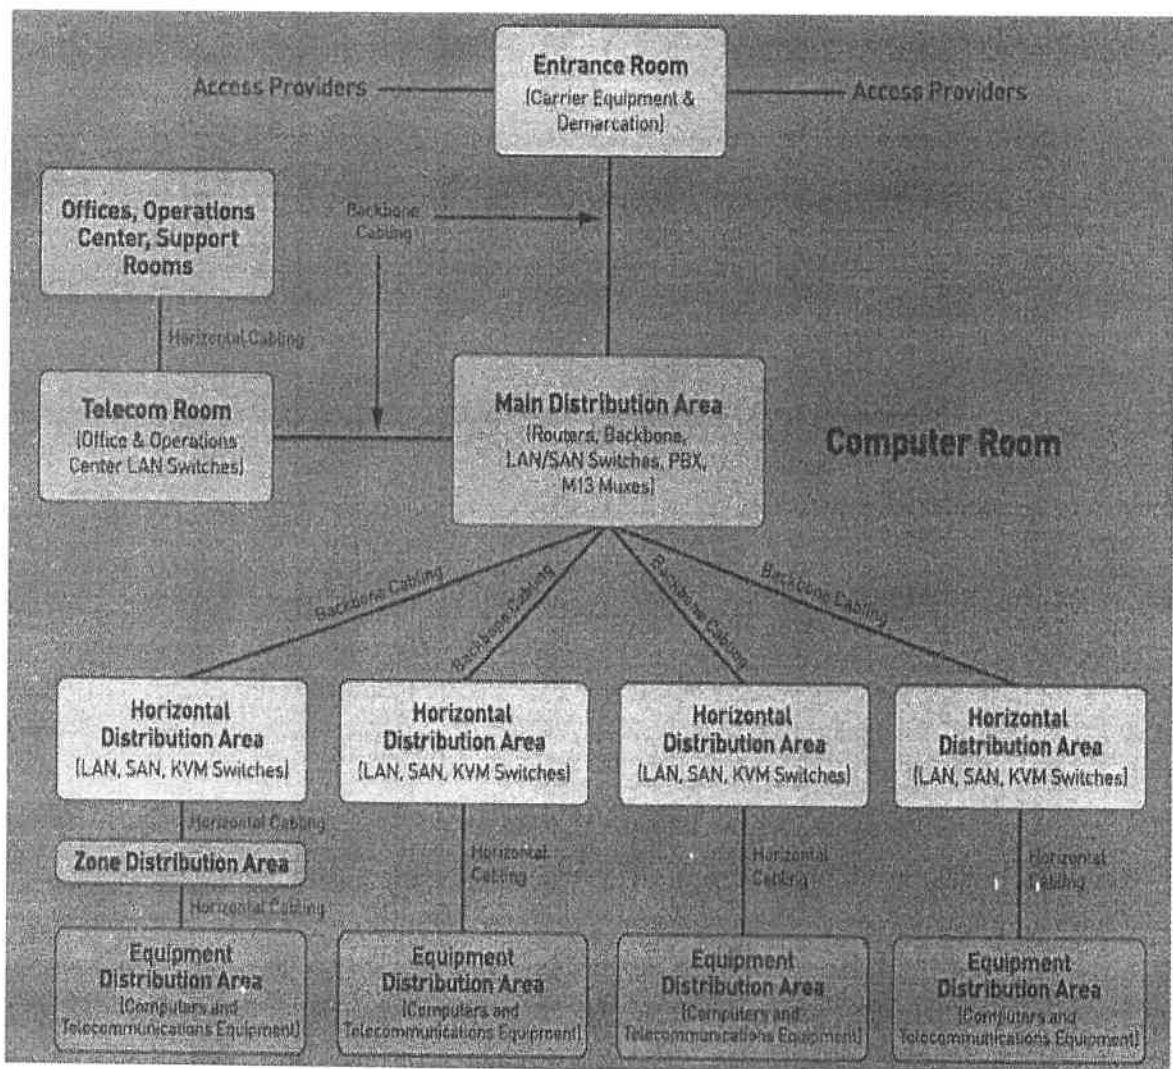 Entrance Room
(Carrier Equipment &
Demarcation)
Access Providers
Access Providers
Offices, Operations
Center, Support
Rooms
Backbone
Cabling
Horizontal Cabling
Telecom Room
(Office & Operations
Center LAN Switches)
Main Distribution Area
(Routers, Backbone,
LAN/SAN Switches, PBX,
M13 Muxes)
Computer Room
Backbone Cabling
Backbone Cabling
Backbone Cabling
Backbone Cabling
Horizontal
Distribution Area
(LAN, SAN, KVM Switches)
Horizontal
Distribution Area
(LAN, SAN, KVM Switches)
Horizontal
Distribution Area
(LAN, SAN, KVM Switches)
Horizontal
Distribution Area
(LAN, SAN, KVM Switches)
Horizontal Cabling
Zone Distribution Area
Horizontal Cabling
Horizontal
Cabling
Horizontal
Cabling
Horizontal
Cabling
Equipment
Distribution Area
(Computers and
Telecommunications Equipment)
Equipment
Distribution Area
(Computers and
Telecommunications Equipment)
Equipment
Distribution Area
(Computers and
Telecommunications Equipment)
Equipment
Distribution Area
(Computers and
Telecommunications Equipment)